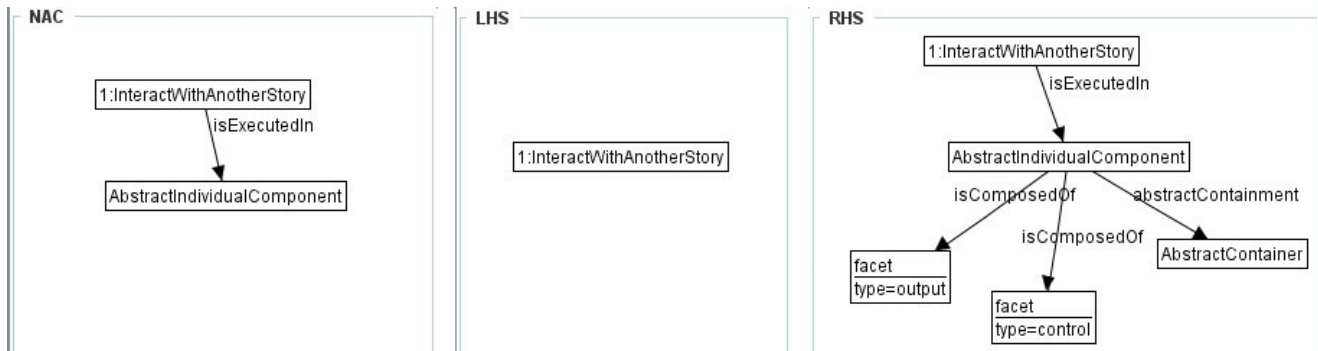 NAC
1:InteractWithAnotherStory
isExecutedIn
AbstractIndividualComponent
LHS
1:InteractWithAnotherStory
RHS
1:InteractWithAnotherStory
isExecutedIn
AbstractIndividualComponent
isComposedOf
abstractContainment
isComposedOf
facet
type=output
AbstractContainer
facet
type=control